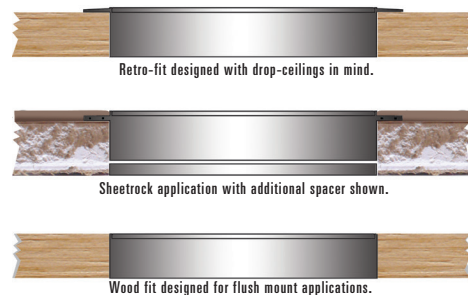 Retro-fit designed with drop-ceilings in mind.
Sheetrock application with additional spacer shown.
Wood fit designed for flush mount applications.